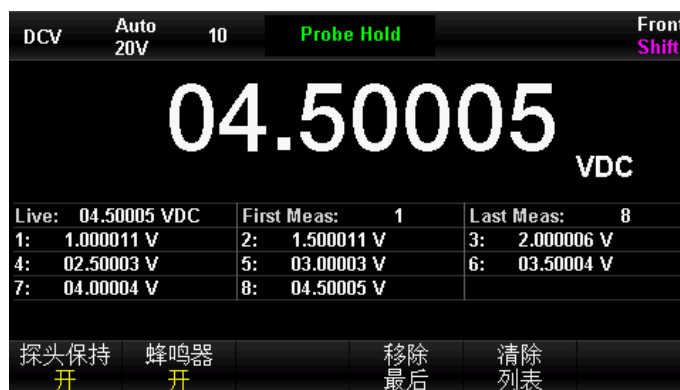 DCV Auto 10 Probe Hold Front
20V Shift
04.50005
VDC
Live: 04.50005 VDC First Meas: 1 Last Meas: 8
1: 1.000011 V 2: 1.500011 V 3: 2.000006 V
4: 02.50003 V 5: 03.00003 V 6: 03.50004 V
7: 04.00004 V 8: 04.50005 V
探头保持 蜂鸣器 移除 清除
开 开 最后 列表